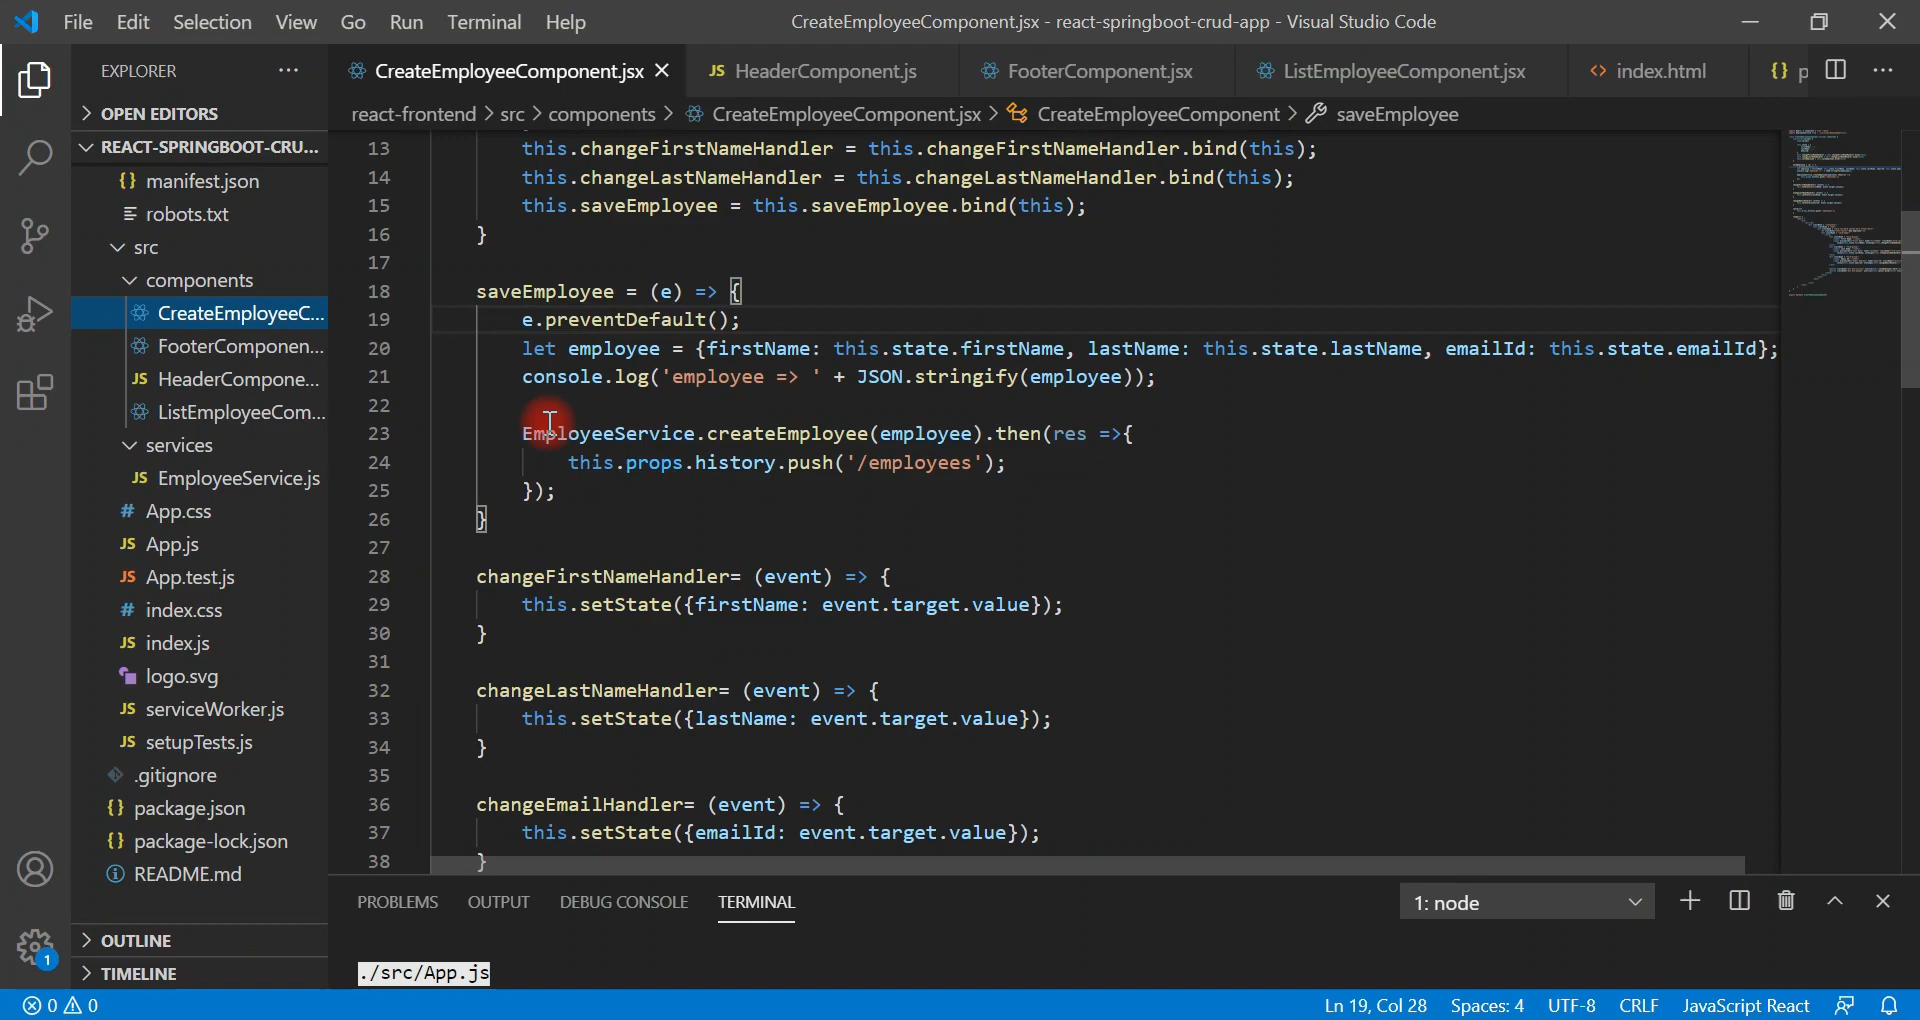 File Edit Selection View Go Run Terminal Help
CreateEmployeeComponent.jsx - react-springboot-crud-app - Visual Studio Code
EXPLORER
OPEN EDITORS
REACT-SPRINGBOOT-CRU...
{} manifest.json
robots.txt
src
components
CreateEmployeeC...
FooterComponen...
JS HeaderCompone...
ListEmployeeCom...
services
JS EmployeeService.js
# App.css
JS App.js
JS App.test.js
# index.css
JS index.js
logo.svg
JS serviceWorker.js
JS setupTests.js
.gitignore
{} package.json
{} package-lock.json
README.md
OUTLINE
TIMELINE
1
CreateEmployeeComponent.jsx JS HeaderComponent.js FooterComponent.jsx ListEmployeeComponent.jsx <> index.html {} p
react-frontend > src > components > CreateEmployeeComponent.jsx > CreateEmployeeComponent > saveEmployee
13 this.changeFirstNameHandler = this.changeFirstNameHandler.bind(this);
14 this.changeLastNameHandler = this.changeLastNameHandler.bind(this);
15 this.saveEmployee = this.saveEmployee.bind(this);
16 }
17
18 saveEmployee = (e) => {
19 e.preventDefault();
20 let employee = {firstName: this.state.firstName, lastName: this.state.lastName, emailId: this.state.emailId};
21 console.log('employee => ' + JSON.stringify(employee));
22
23 EmployeeService.createEmployee(employee).then(res =>{
24 this.props.history.push('/employees');
25 });
26 }
27
28 changeFirstNameHandler= (event) => {
29 this.setState({firstName: event.target.value});
30 }
31
32 changeLastNameHandler= (event) => {
33 this.setState({lastName: event.target.value});
34 }
35
36 changeEmailHandler= (event) => {
37 this.setState({emailId: event.target.value});
38 }
PROBLEMS OUTPUT DEBUG CONSOLE TERMINAL 1: node
./src/App.js
0 0 Ln 19, Col 28 Spaces: 4 UTF-8 CRLF JavaScript React